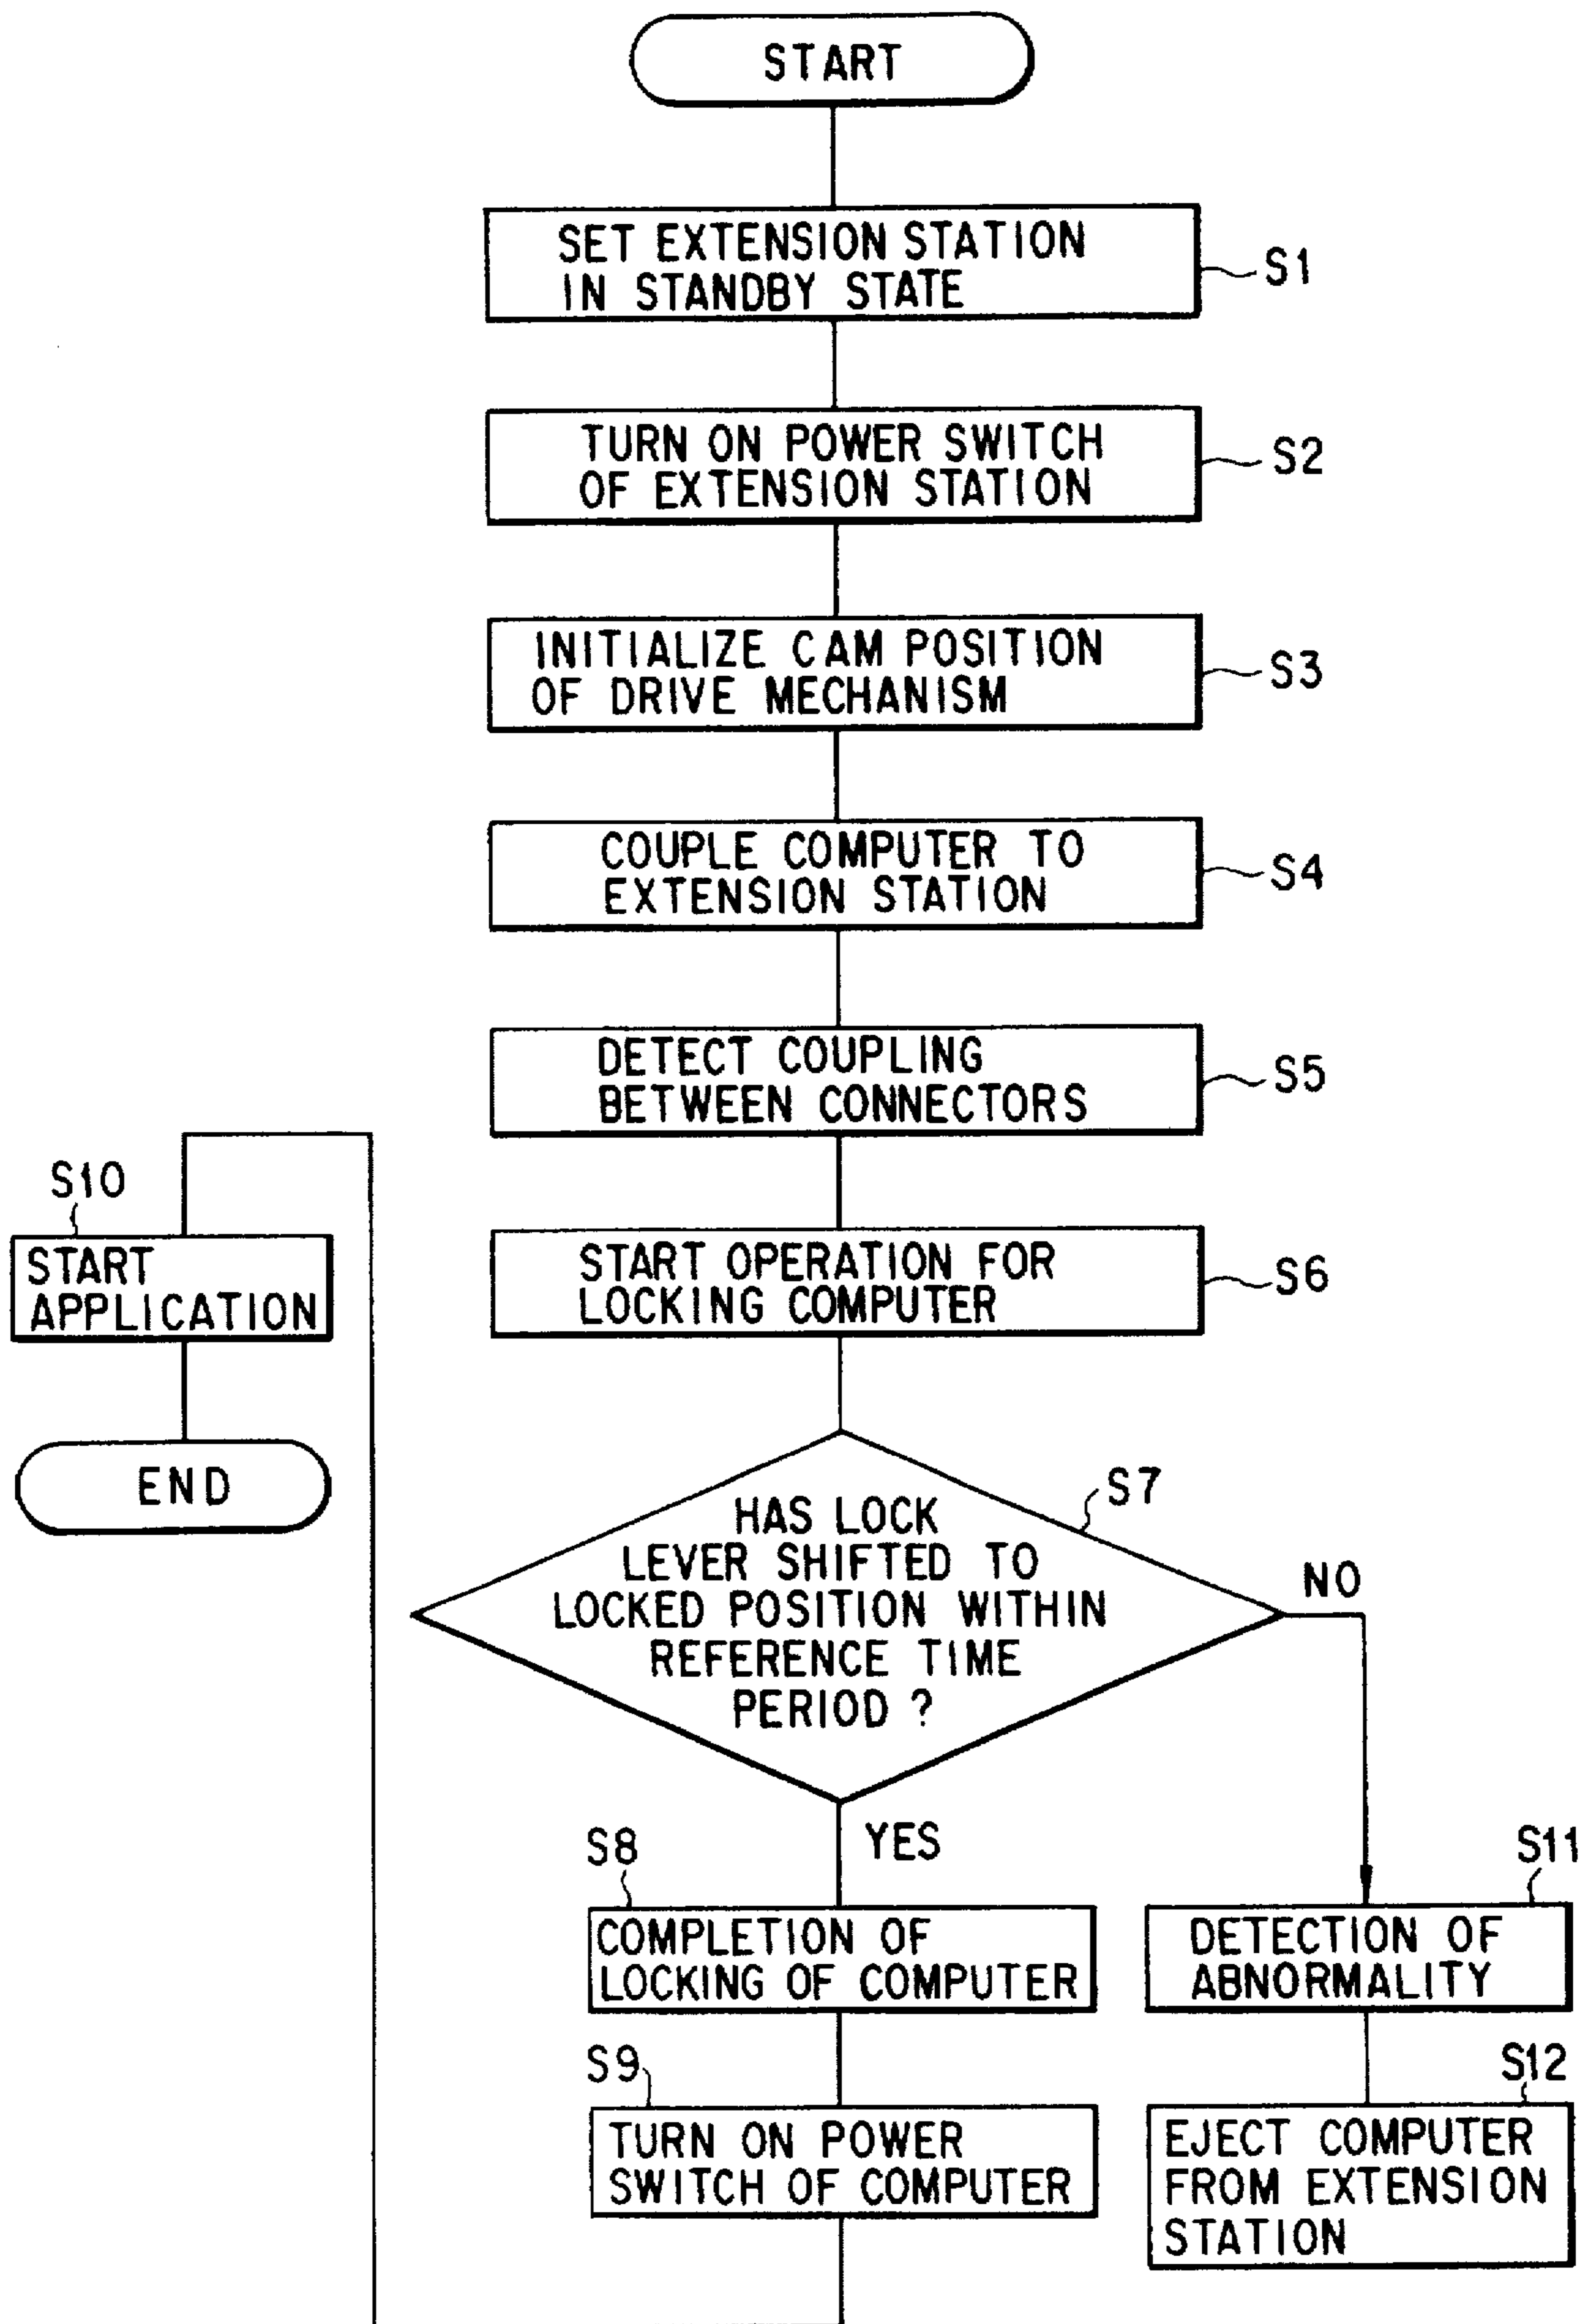 START
SET EXTENSION STATION
IN STANDBY STATE
S1
TURN ON POWER SWITCH
OF EXTENSION STATION
S2
INITIALIZE CAM POSITION
OF DRIVE MECHANISM
S3
COUPLE COMPUTER TO
EXTENSION STATION
S4
DETECT COUPLING
BETWEEN CONNECTORS
S5
START OPERATION FOR
LOCKING COMPUTER
S6
HAS LOCK
LEVER SHIFTED TO
LOCKED POSITION WITHIN
REFERENCE TIME
PERIOD ?
S7
NO
YES
S8
COMPLETION OF
LOCKING OF COMPUTER
S9
TURN ON POWER
SWITCH OF COMPUTER
S10
START
APPLICATION
END
S11
DETECTION OF
ABNORMALITY
S12
EJECT COMPUTER
FROM EXTENSION
STATION